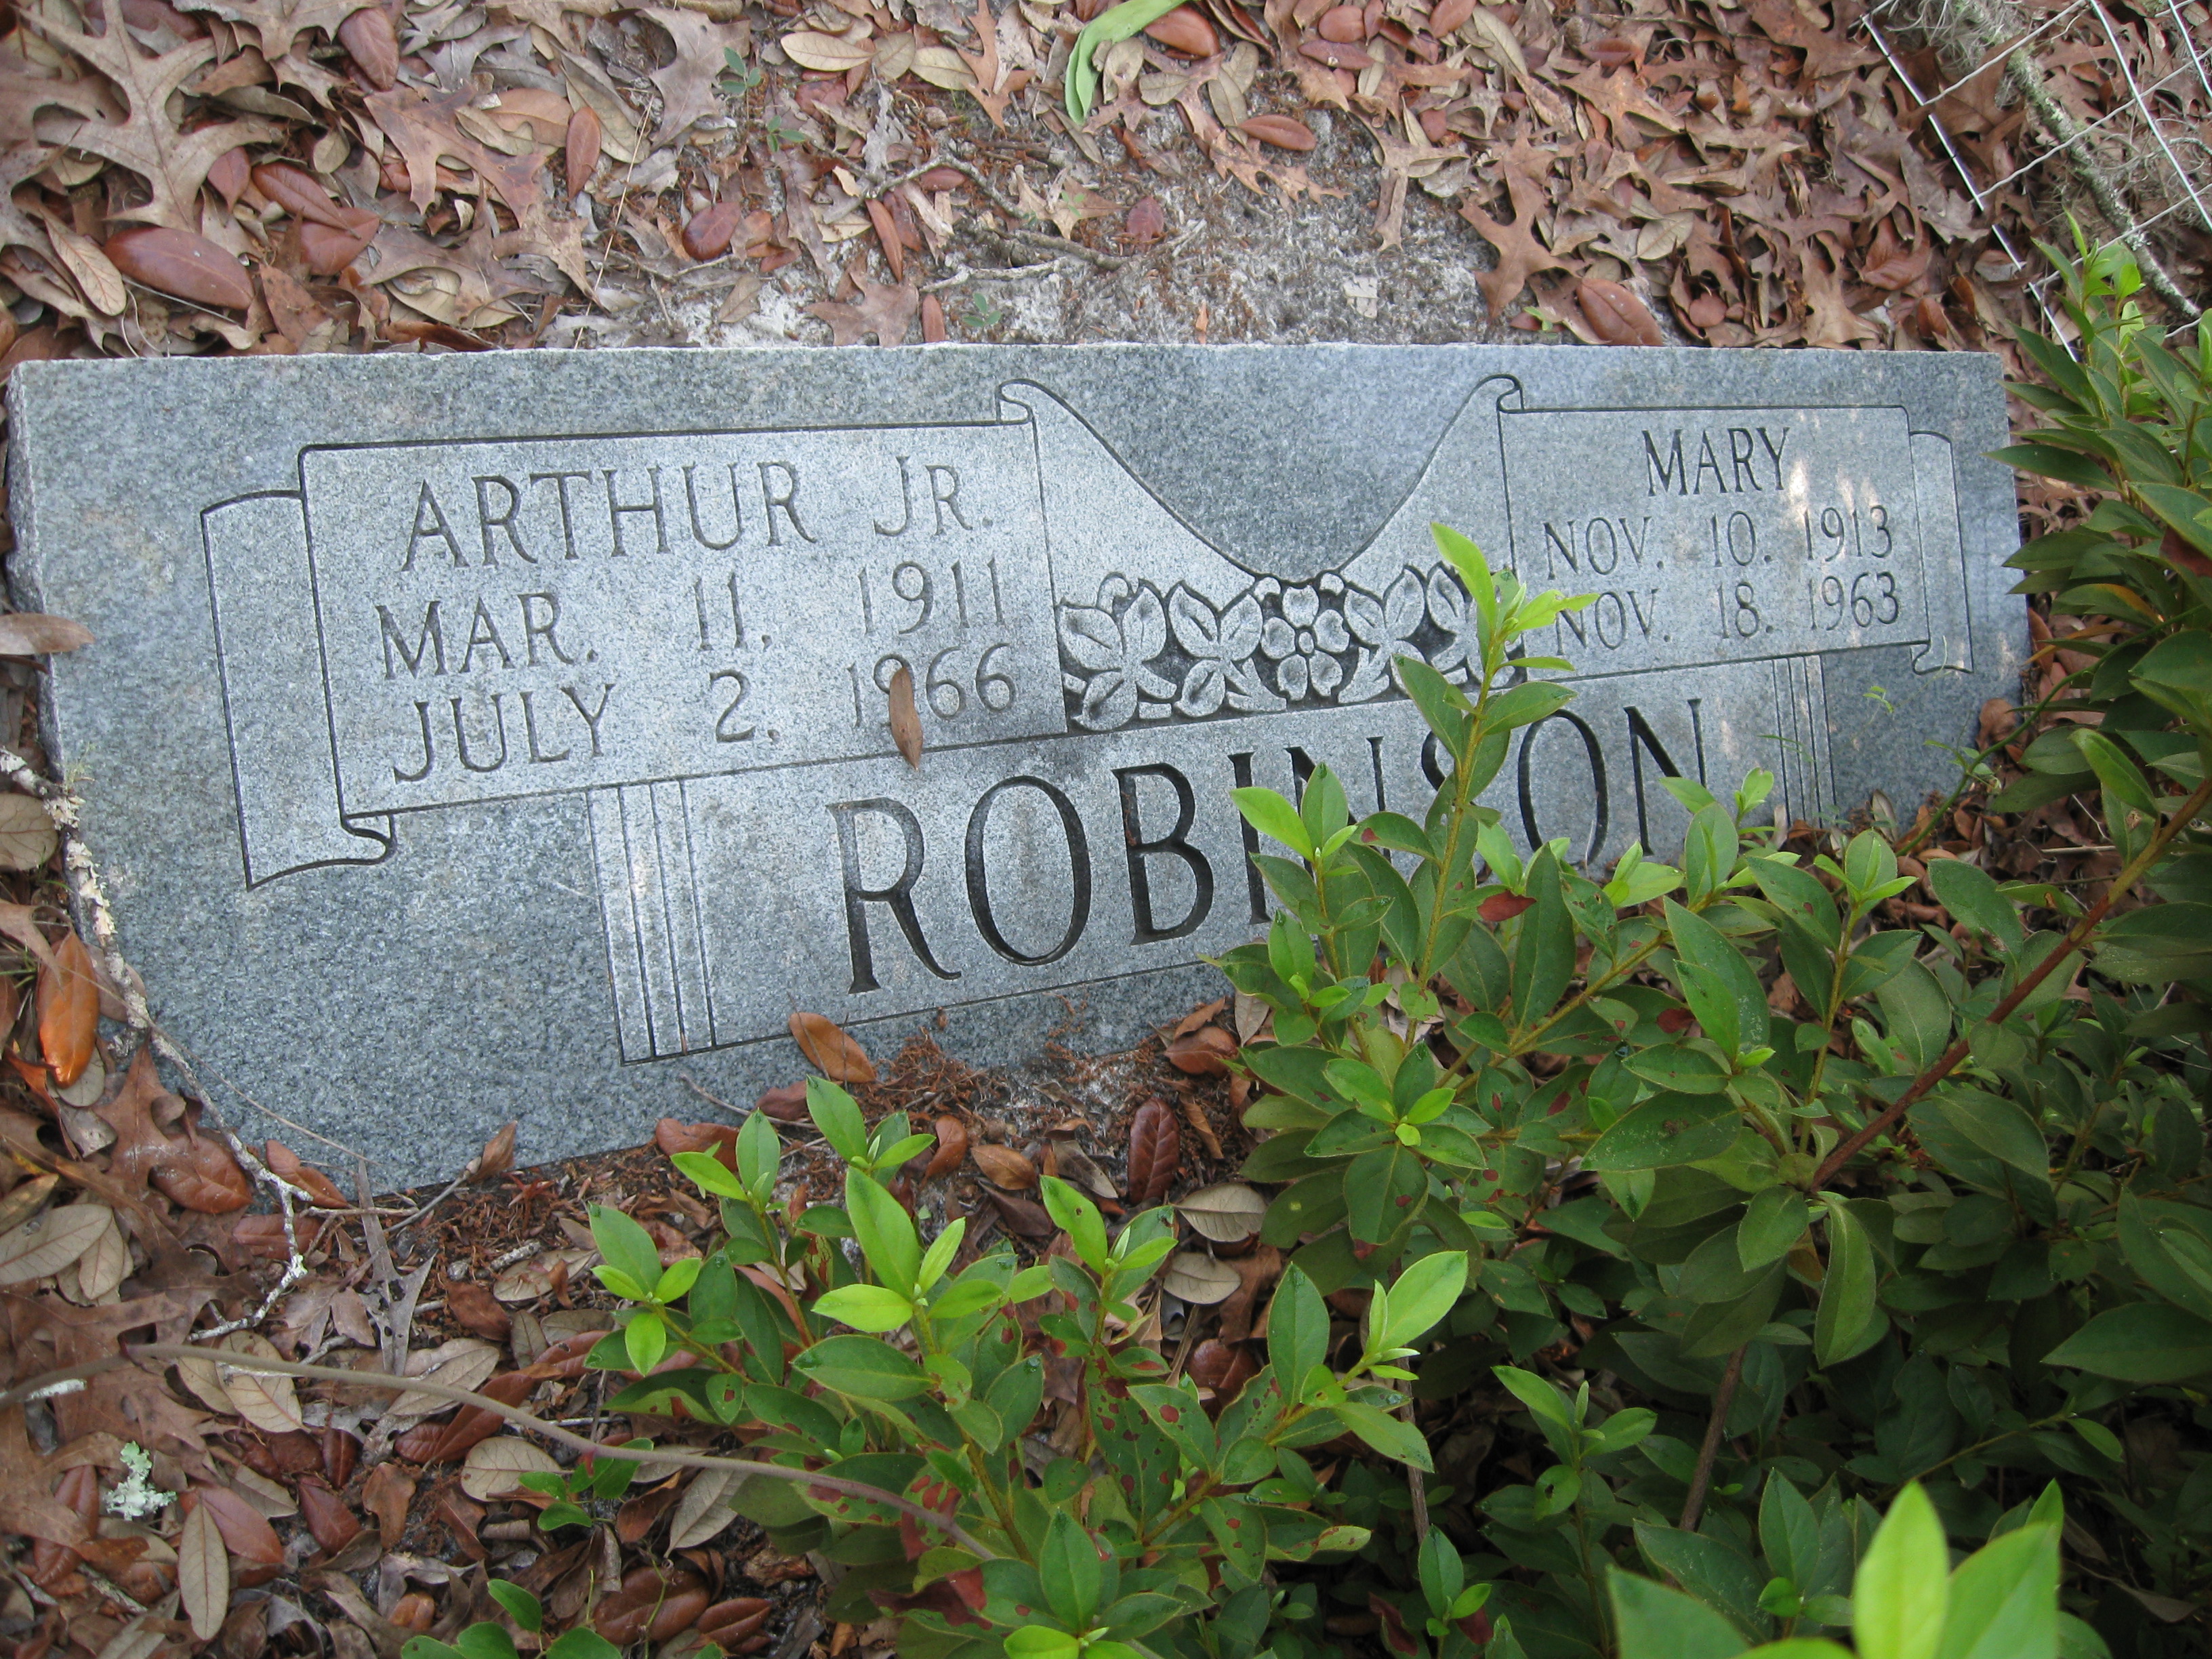 ARTHUR JR.
MAR. 11, 1911
JULY 2, 1966
MARY
NOV. 10. 1913
NOV. 18. 1963
ROBINSON